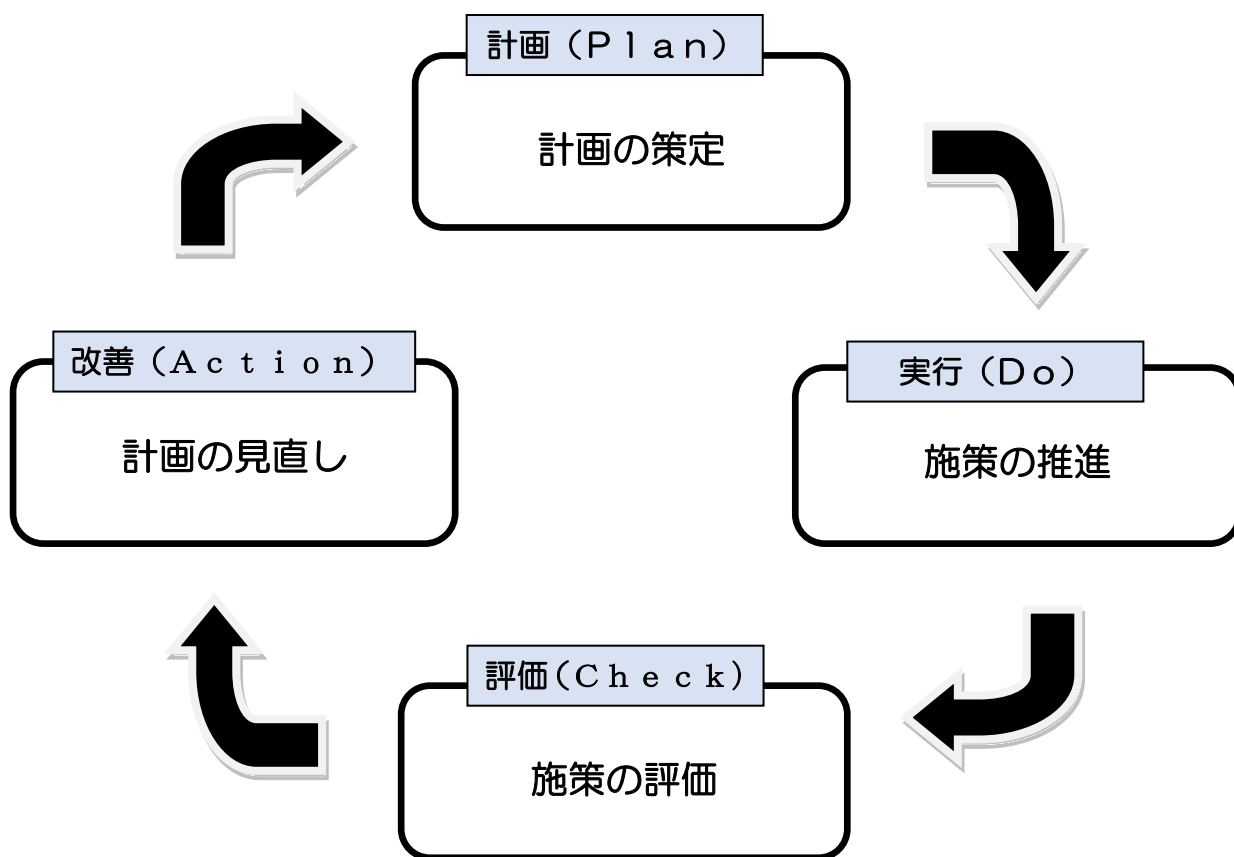 計画（Ｐｌａｎ）
計画の策定
改善（Ａｃｔｉｏｎ）
計画の見直し
実行（Ｄｏ）
施策の推進
評価（Ｃｈｅｃｋ）
施策の評価